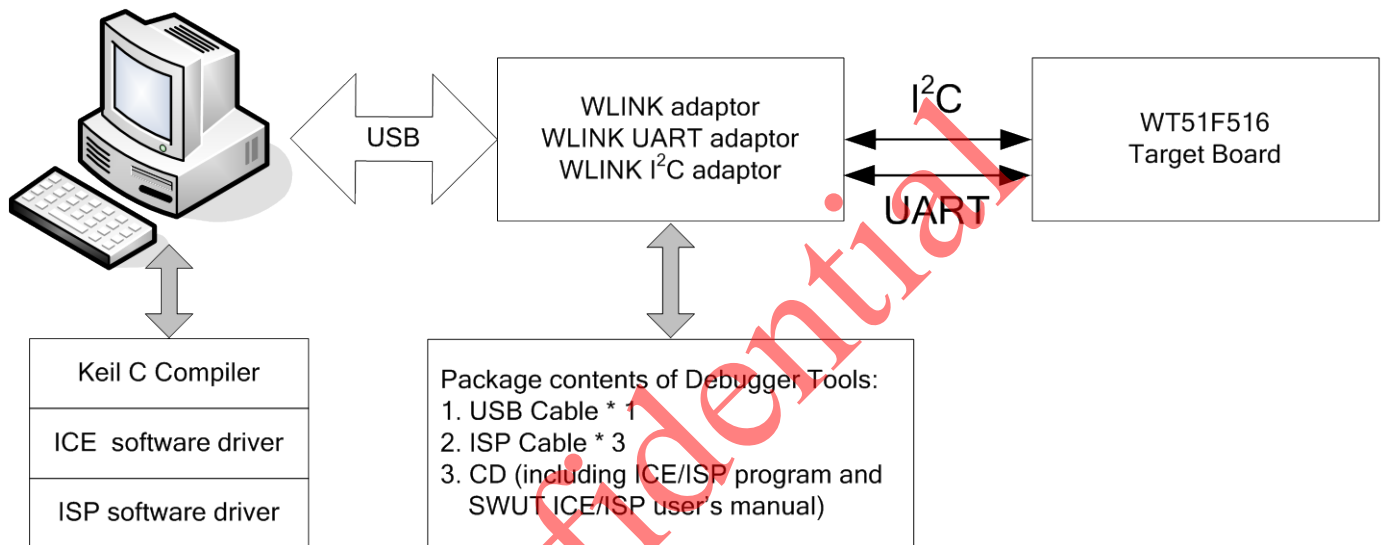 USB
WLINK adaptor
WLINK UART adaptor
WLINK I²C adaptor
I²C
UART
WT51F516
Target Board
Keil C Compiler
ICE software driver
ISP software driver
Package contents of Debugger Tools:
1. USB Cable * 1
2. ISP Cable * 3
3. CD (including ICE/ISP program and
SWUT ICE/ISP user's manual)
fidential